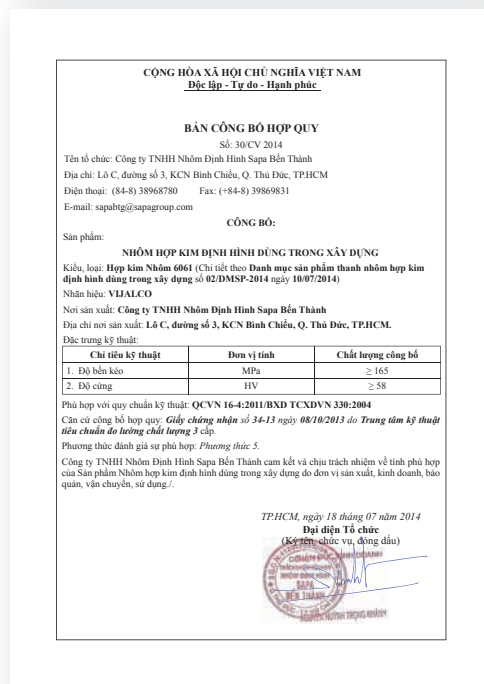 CỘNG HÒA XÃ HỘI CHỦ NGHĨA VIỆT NAM
Độc lập - Tự do - Hạnh phúc
BẢN CÔNG BỐ HỢP QUY
Số: 30/CV 2014
Tên tổ chức: Công ty TNHH Nhôm Định Hình Sapa Bến Thành
Địa chỉ: Lô C, đường số 3, KCN Bình Chiểu, Q. Thủ Đức, TP.HCM
Điện thoại: (84-8) 38968780 Fax: (+84-8) 39869831
E-mail: sapabtg@sapagroup.com
CÔNG BỐ:
Sản phẩm:
NHÔM HỢP KIM ĐỊNH HÌNH DÙNG TRONG XÂY DỰNG
Kiểu, loại: Hợp kim Nhôm 6061 (Chi tiết theo Danh mục sản phẩm thanh nhôm hợp kim
định hình dùng trong xây dựng số 02/DMSP-2014 ngày 10/07/2014)
Nhãn hiệu: VIJALCO
Nơi sản xuất: Công ty TNHH Nhôm Định Hình Sapa Bến Thành
Địa chỉ nơi sản xuất: Lô C, đường số 3, KCN Bình Chiểu, Q. Thủ Đức, TP.HCM.
Đặc trưng kỹ thuật:
Chỉ tiêu kỹ thuật Đơn vị tính Chất lượng công bố
1. Độ bền kéo MPa ≥ 165
2. Độ cứng HV ≥ 58
Phù hợp với quy chuẩn kỹ thuật: QCVN 16-4:2011/BXD TCXDVN 330:2004
Căn cứ công bố hợp quy: Giấy chứng nhận số 34-13 ngày 08/10/2013 do Trung tâm kỹ thuật
tiêu chuẩn đo lường chất lượng 3 cấp.
Phương thức đánh giá sự phù hợp: Phương thức 5.
Công ty TNHH Nhôm Định Hình Sapa Bến Thành cam kết và chịu trách nhiệm về tính phù hợp
của Sản phẩm Nhôm hợp kim định hình dùng trong xây dựng do đơn vị sản xuất, kinh doanh, bảo
quản, vận chuyển, sử dụng./.
TP.HCM, ngày 18 tháng 07 năm 2014
Đại diện Tổ chức
(Ký tên, chức vụ, đóng dấu)
NHÔM ĐỊNH HÌNH
SAPA
BẾN THÀNH
NGUYỄN HUỲNH TRỌNG KHÁNH